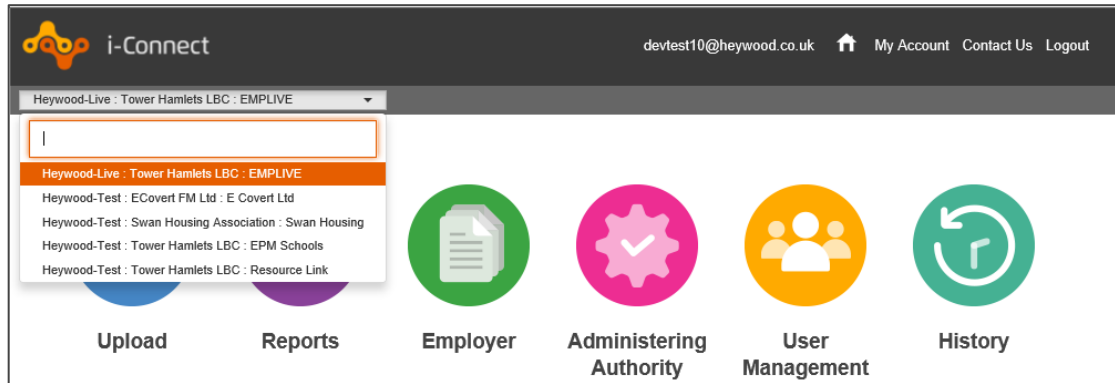 i-Connect
devtest10@heywood.co.uk My Account Contact Us Logout
Heywood-Live : Tower Hamlets LBC : EMPLIVE
Heywood-Live : Tower Hamlets LBC : EMPLIVE
Heywood-Test : ECovert FM Ltd : E Covert Ltd
Heywood-Test : Swan Housing Association : Swan Housing
Heywood-Test : Tower Hamlets LBC : EPM Schools
Heywood-Test : Tower Hamlets LBC : Resource Link
Upload
Reports
Employer
Administering
Authority
User
Management
History